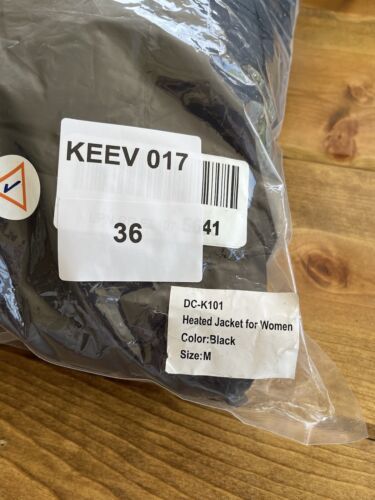 KEEV 017
36
41
DC-K101
Heated Jacket for Women
Color:Black
Size:M